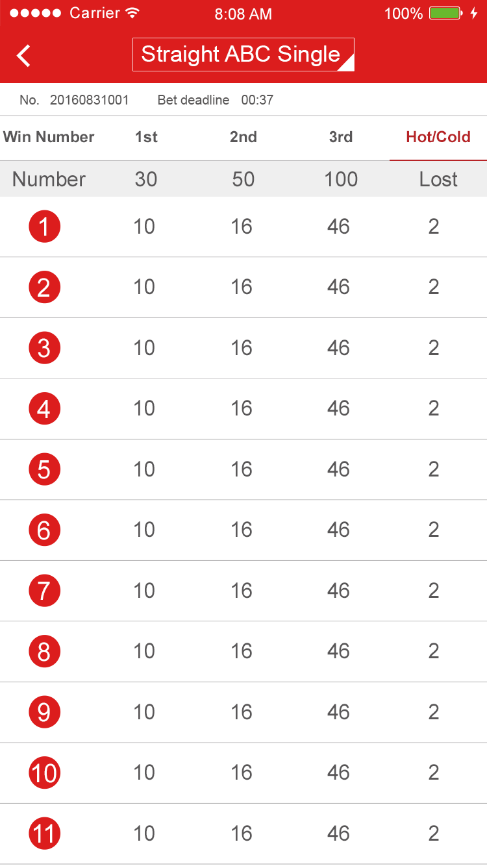 Carrier 8:08 AM 100%
Straight ABC Single
No. 20160831001 Bet deadline 00:37
Win Number 1st 2nd 3rd Hot/Cold
Number 30 50 100 Lost
1 10 16 46 2
2 10 16 46 2
3 10 16 46 2
4 10 16 46 2
5 10 16 46 2
6 10 16 46 2
7 10 16 46 2
8 10 16 46 2
9 10 16 46 2
10 10 16 46 2
11 10 16 46 2